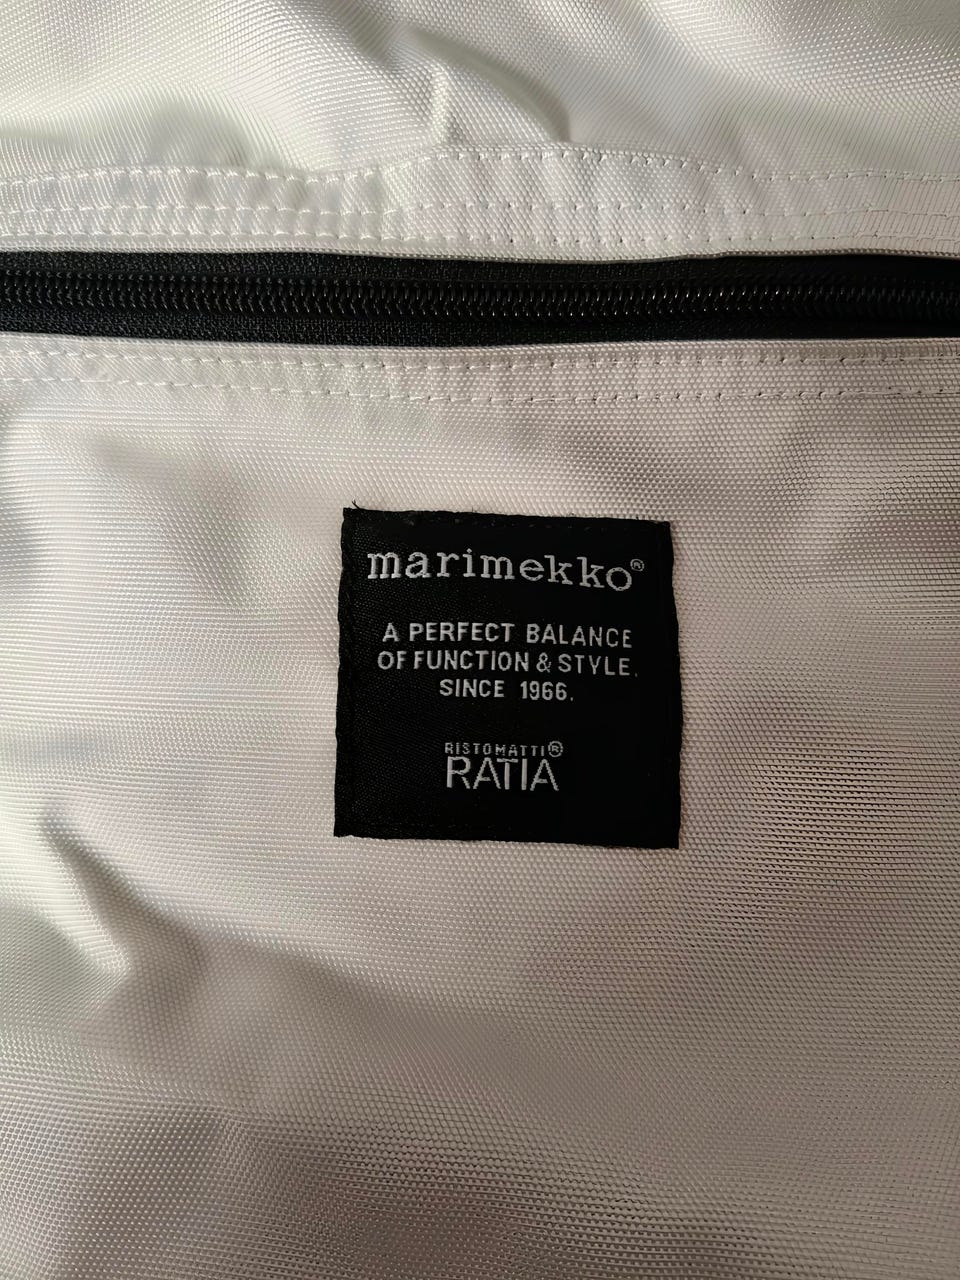 marimekko®
A PERFECT BALANCE
OF FUNCTION & STYLE.
SINCE 1966.
RISTOMATTI®
RATIA